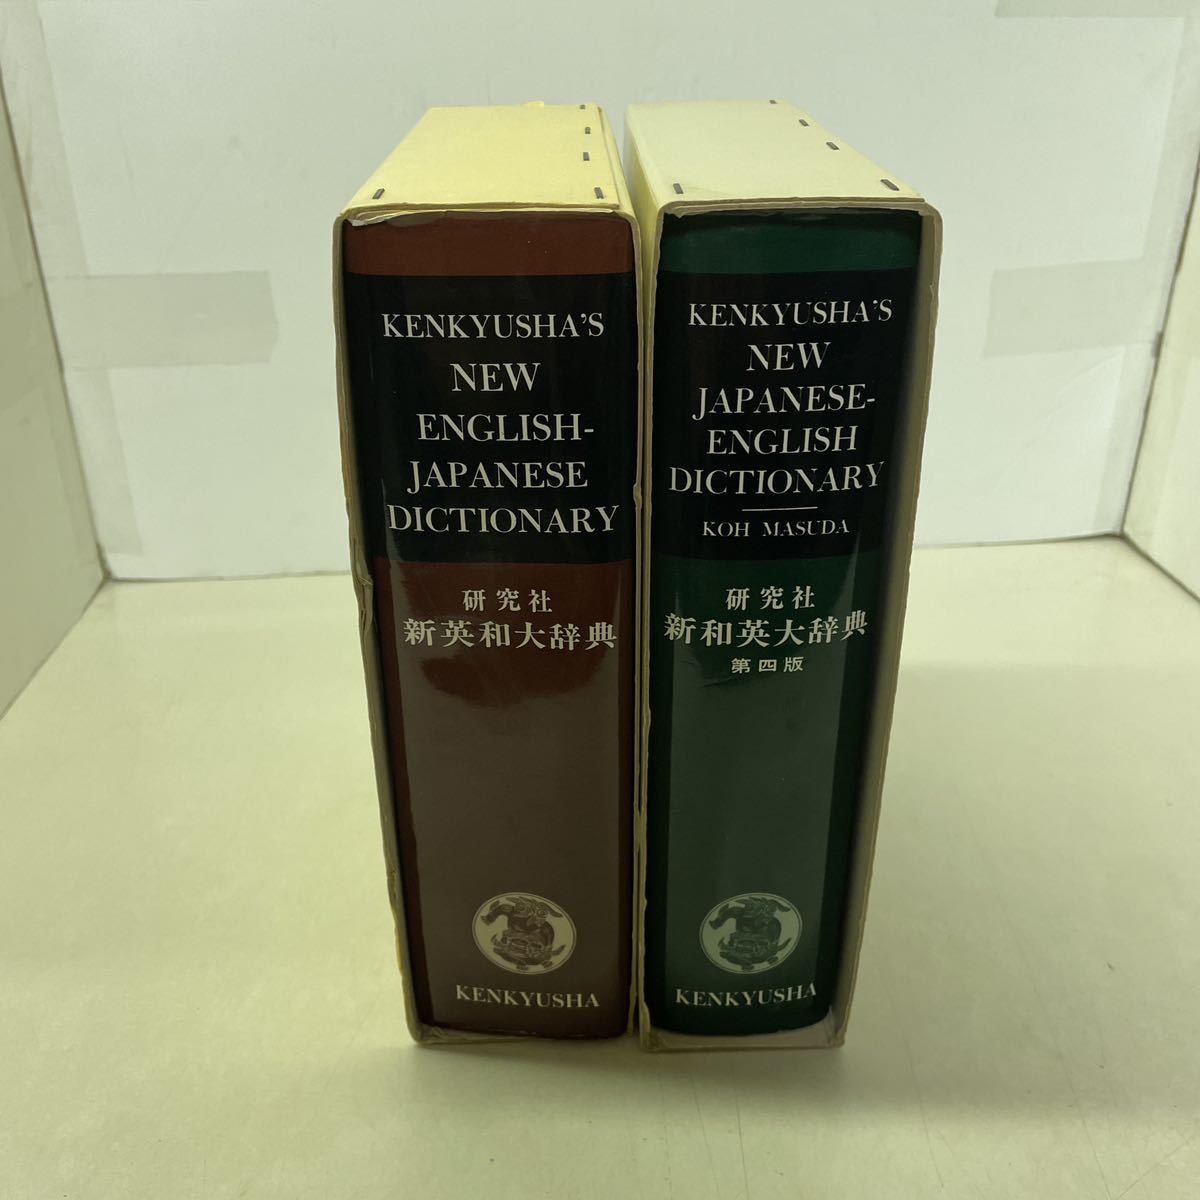 KENKYUSHA'S
NEW
ENGLISH-
JAPANESE
DICTIONARY
研究社
新英和大辞典
KENKYUSHA
KENKYUSHA'S
NEW
JAPANESE-
ENGLISH
DICTIONARY
KOH MASUDA
研究社
新和英大辞典
第四版
KENKYUSHA